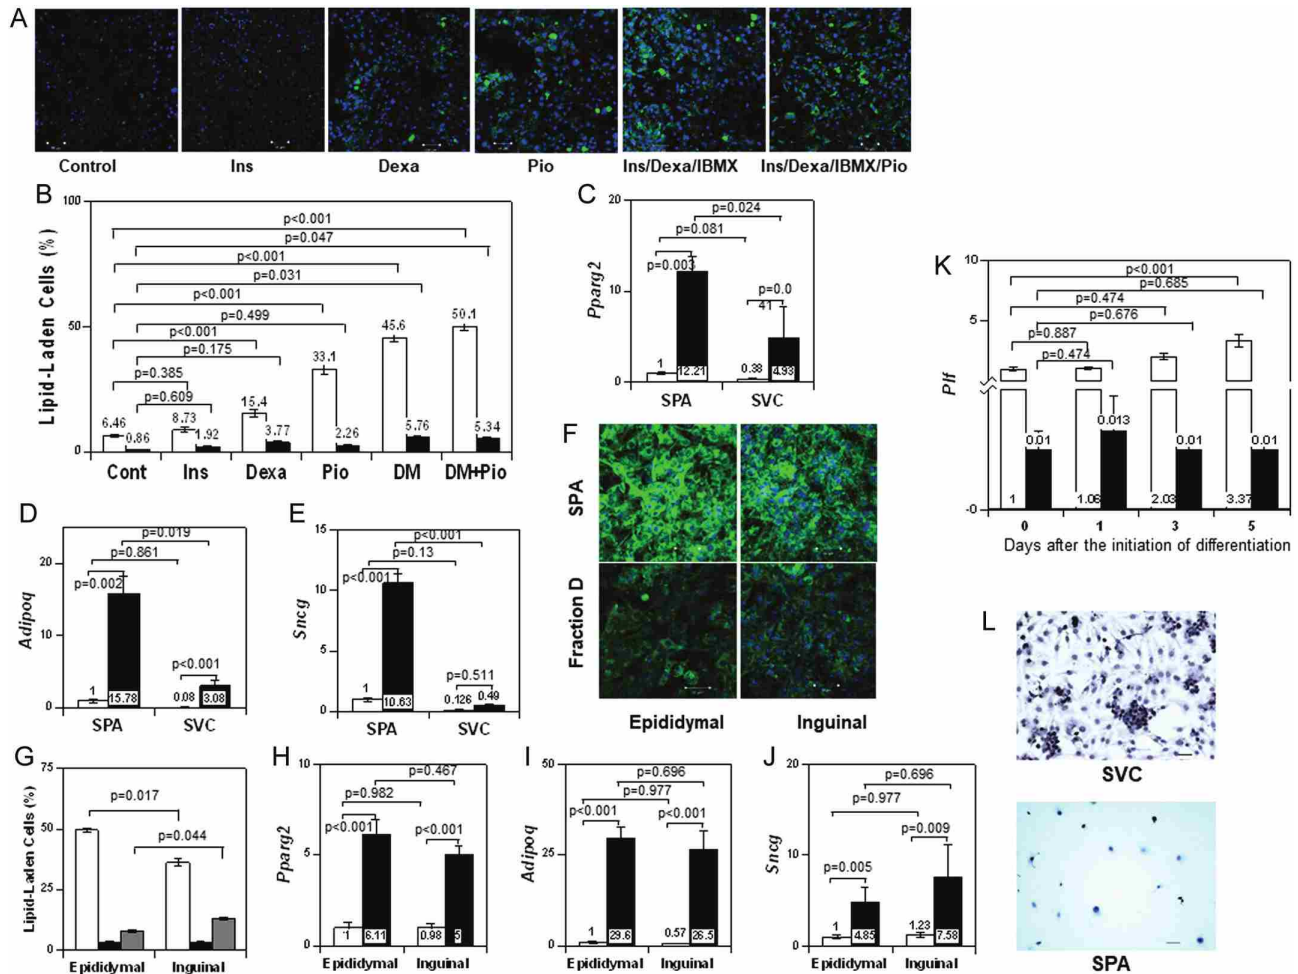 A
Control Ins Dexa Pio Ins/Dexa/IBMX Ins/Dexa/IBMX/Pio
B
Lipid-Laden Cells (%)
100
50
0
p<0.001
p=0.047
p<0.001
p=0.031
p<0.001
p=0.499
p<0.001
p=0.175
p=0.385
p=0.609
6.46 0.86 8.73 1.92 15.4 3.77 33.1 2.26 45.6 5.76 50.1 5.34
Cont Ins Dexa Pio DM DM+Pio
C
Pparg2
20
10
0
p=0.024
p=0.081
p=0.003
p=0.0
41
1 12.21 0.38 4.93
SPA SVC
D
Adipoq
40
20
0
p=0.019
p=0.861
p=0.002
p<0.001
1 15.78 0.08 3.08
SPA SVC
E
Sncg
15
10
5
0
p<0.001
p=0.13
p<0.001
p=0.511
1 10.63 0.126 0.49
SPA SVC
F
SPA
Fraction D
Epididymal Inguinal
G
Lipid-Laden Cells (%)
75
50
25
0
p=0.017
p=0.044
Epididymal Inguinal
H
Pparg2
10
5
0
p=0.467
p=0.982
p<0.001 p<0.001
1 6.11 0.98 5
Epididymal Inguinal
I
Adipoq
50
25
0
p=0.696
p=0.977
p<0.001 p<0.001
1 29.6 0.57 26.5
Epididymal Inguinal
J
Sncg
20
10
0
p=0.696
p=0.977
p=0.009
p=0.005
1 4.85 1.23 7.58
Epididymal Inguinal
K
Plf
10
5
-0
p<0.001
p=0.685
p=0.474
p=0.676
p=0.887
p=0.474
0.01 0.013 0.01 0.01
1 1.06 2.03 3.37
0 1 3 5
Days after the initiation of differentiation
L
SVC
SPA